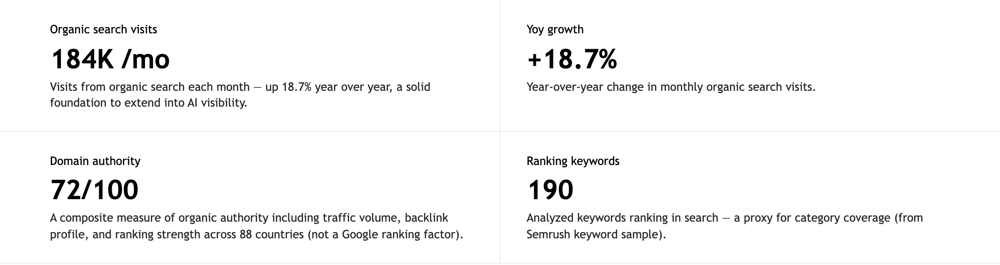 Organic search visits
184K /mo
Visits from organic search each month — up 18.7% year over year, a solid
foundation to extend into AI visibility.
Yoy growth
+18.7%
Year-over-year change in monthly organic search visits.
Domain authority
72/100
A composite measure of organic authority including traffic volume, backlink
profile, and ranking strength across 88 countries (not a Google ranking factor).
Ranking keywords
190
Analyzed keywords ranking in search — a proxy for category coverage (from
Semrush keyword sample).